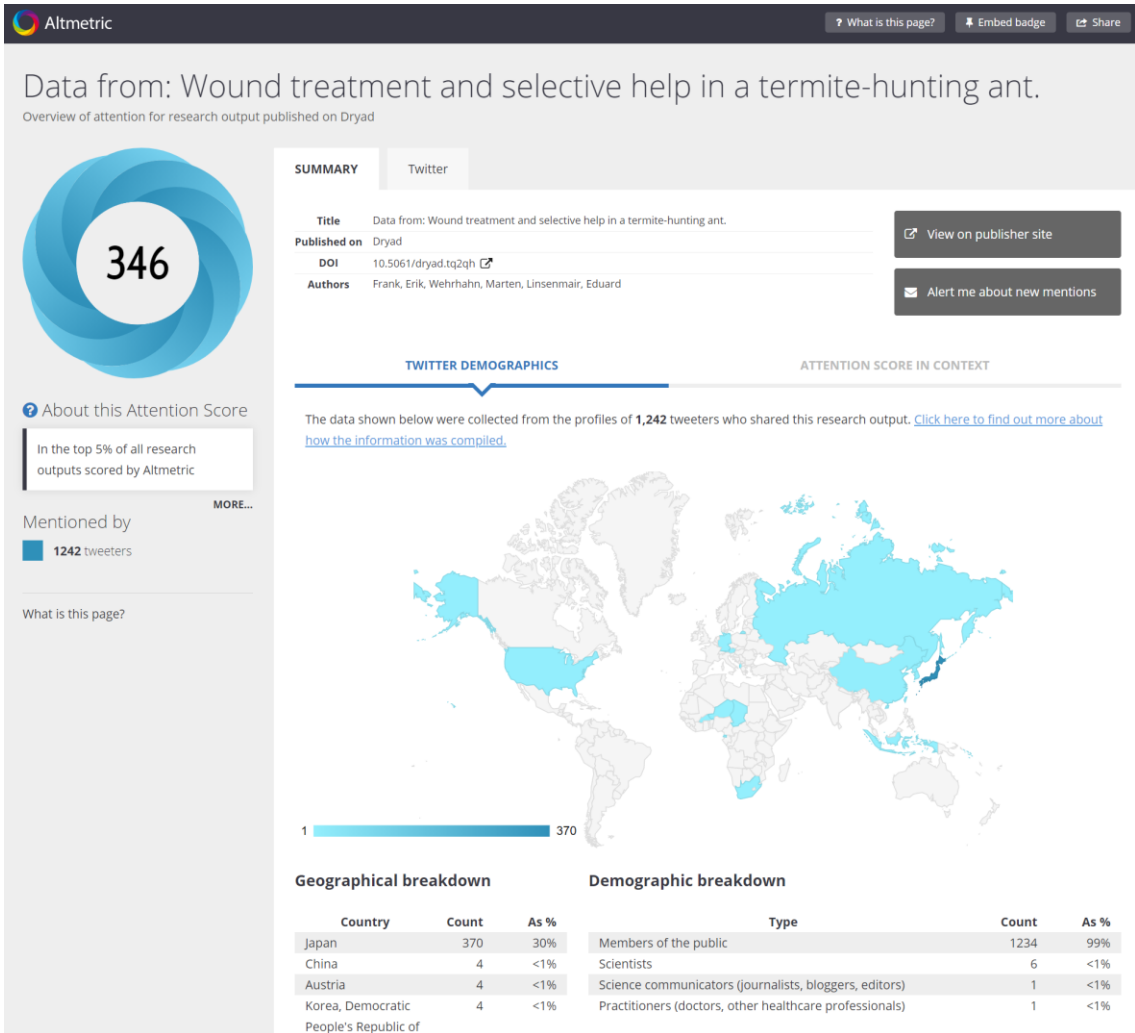 Altmetric
? What is this page?
Embed badge
Share
Data from: Wound treatment and selective help in a termite-hunting ant.
Overview of attention for research output published on Dryad
346
? About this Attention Score
In the top 5% of all research
outputs scored by Altmetric
MORE...
Mentioned by
1242 tweeters
What is this page?
SUMMARY
Twitter
Title Data from: Wound treatment and selective help in a termite-hunting ant.
Published on Dryad
DOI 10.5061/dryad.tq2qh
Authors Frank, Erik, Wehrhahn, Marten, Linsenmair, Eduard
View on publisher site
Alert me about new mentions
TWITTER DEMOGRAPHICS
ATTENTION SCORE IN CONTEXT
The data shown below were collected from the profiles of 1,242 tweeters who shared this research output. Click here to find out more about
how the information was compiled.
1 370
Geographical breakdown
Country Count As %
Japan 370 30%
China 4 <1%
Austria 4 <1%
Korea, Democratic 4 <1%
People's Republic of
Demographic breakdown
Type Count As %
Members of the public 1234 99%
Scientists 6 <1%
Science communicators (journalists, bloggers, editors) 1 <1%
Practitioners (doctors, other healthcare professionals) 1 <1%